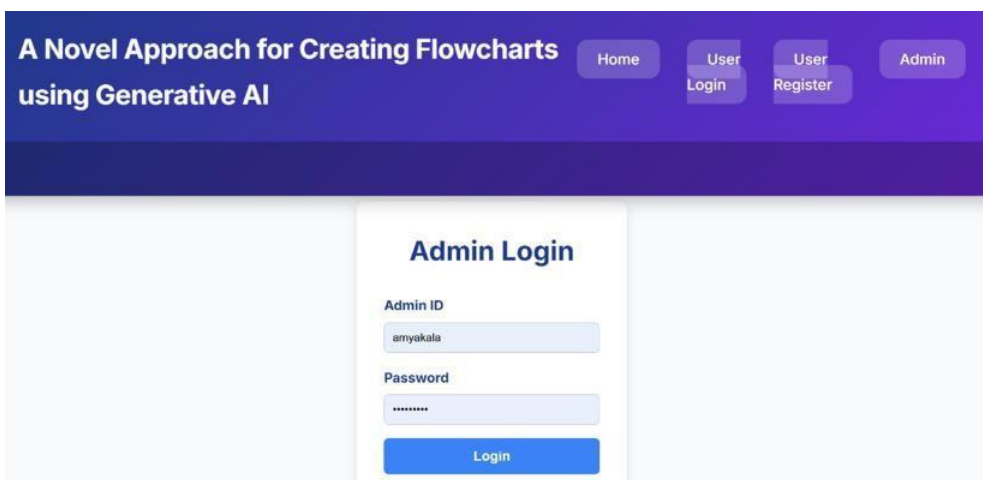 A Novel Approach for Creating Flowcharts
using Generative AI
Home
User
Login
User
Register
Admin
Admin Login
Admin ID
amyakala
Password
•••••••••
Login